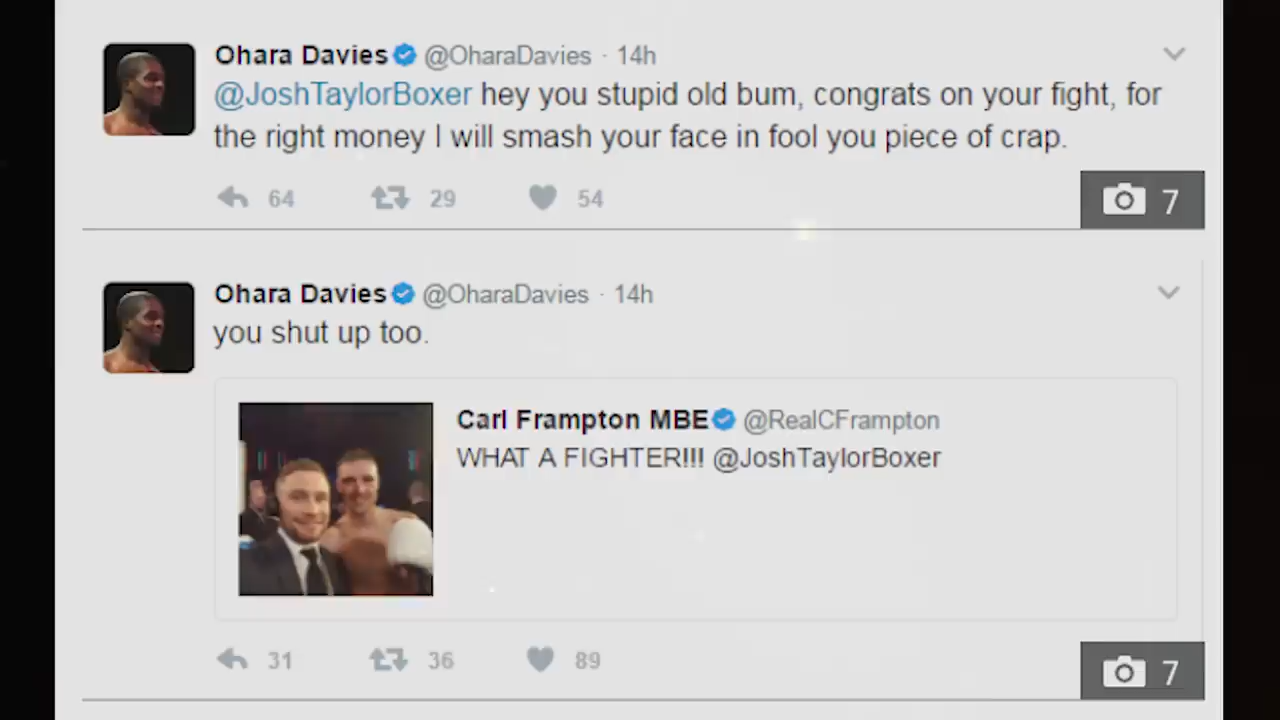 Ohara Davies @OharaDavies · 14h
@JoshTaylorBoxer hey you stupid old bum, congrats on your fight, for
the right money I will smash your face in fool you piece of crap.
64 29 54
7
Ohara Davies @OharaDavies · 14h
you shut up too.
Carl Frampton MBE @RealCFrampton
WHAT A FIGHTER!!! @JoshTaylorBoxer
31 36 89
7